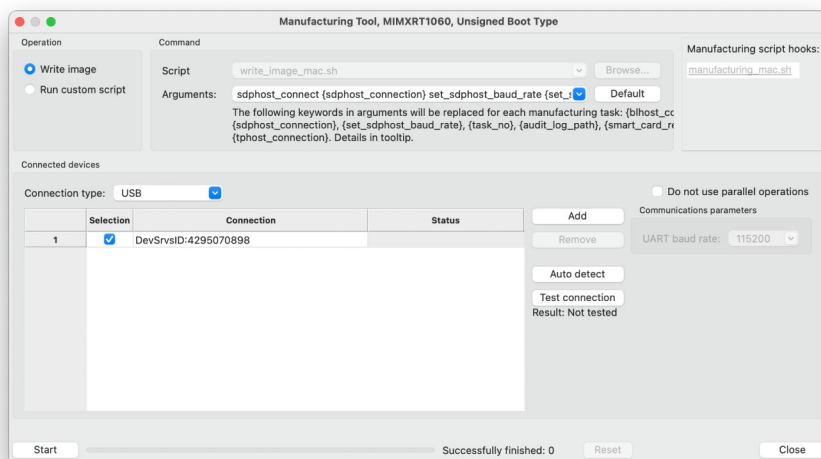 Manufacturing Tool, MIMXRT1060, Unsigned Boot Type
Operation
Write image
Run custom script
Command
Script
write_image_mac.sh
Browse...
Arguments:
sdphost_connect {sdphost_connection} set_sdphost_baud_rate {set_s
Default
The following keywords in arguments will be replaced for each manufacturing task: {blhost_co
{sdphost_connection}, {set_sdphost_baud_rate}, {task_no}, {audit_log_path}, {smart_card_re
{tphost_connection}. Details in tooltip.
Manufacturing script hooks:
manufacturing_mac.sh
Connected devices
Connection type:
USB
Do not use parallel operations
Selection
Connection
Status
1
DevSrvsID:4295070898
Add
Remove
Auto detect
Test connection
Result: Not tested
Communications parameters
UART baud rate:
115200
Start
Successfully finished: 0
Reset
Close